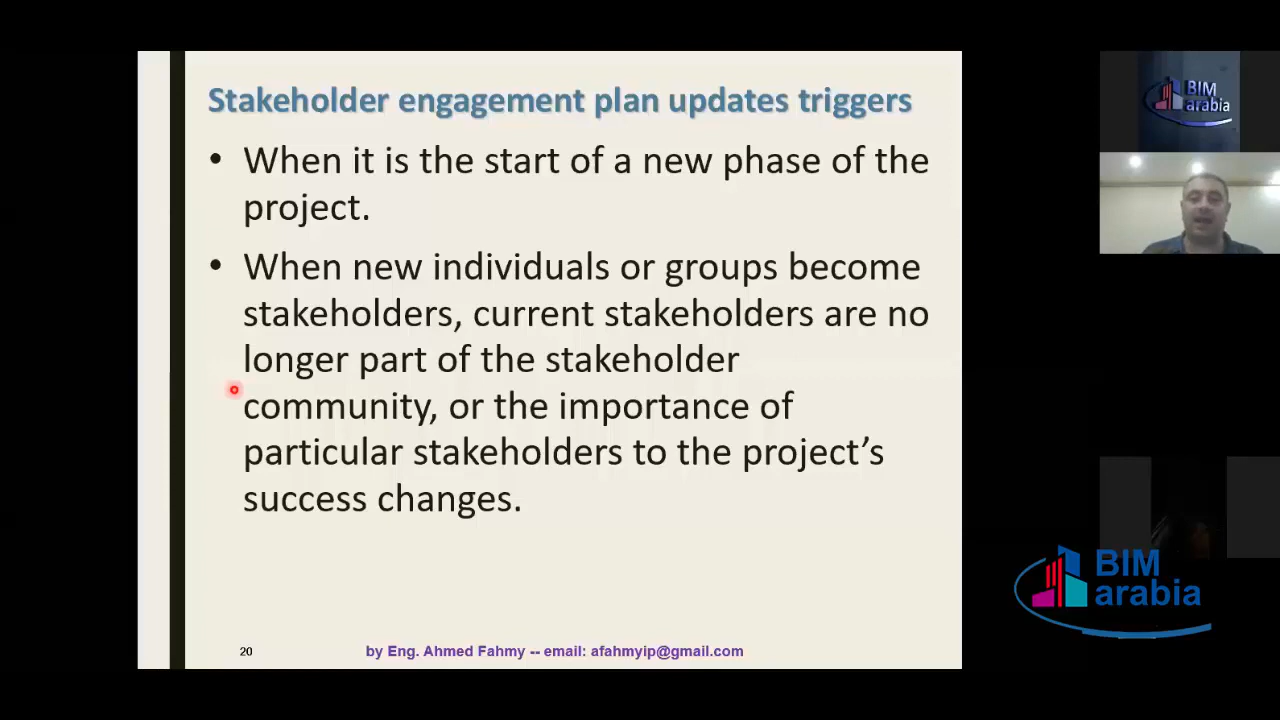 Stakeholder engagement plan updates triggers
• When it is the start of a new phase of the
project.
• When new individuals or groups become
stakeholders, current stakeholders are no
longer part of the stakeholder
community, or the importance of
particular stakeholders to the project’s
success changes.
20
by Eng. Ahmed Fahmy -- email: afahmyip@gmail.com
BIM
arabia
BIM
arabia